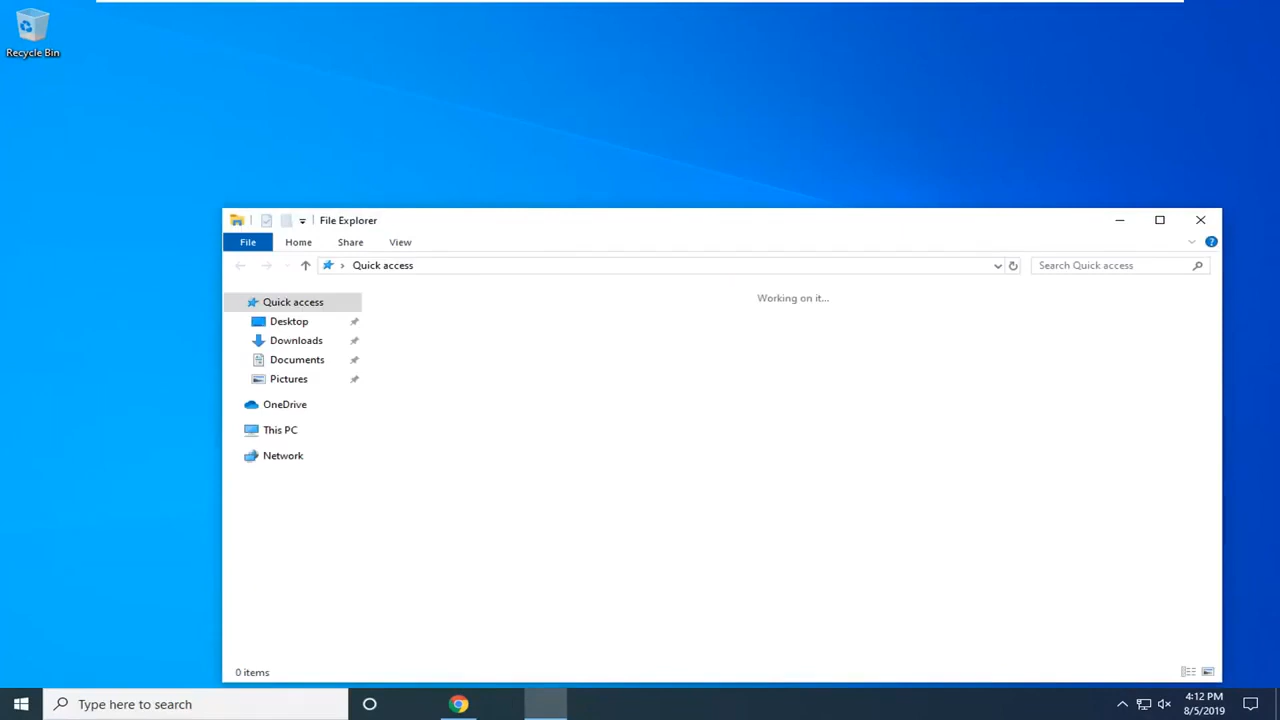 Recycle Bin
File Explorer
File Home Share View
Quick access
Search Quick access
Working on it...
Quick access
Desktop
Downloads
Documents
Pictures
OneDrive
This PC
Network
0 items
Type here to search
4:12 PM
8/5/2019